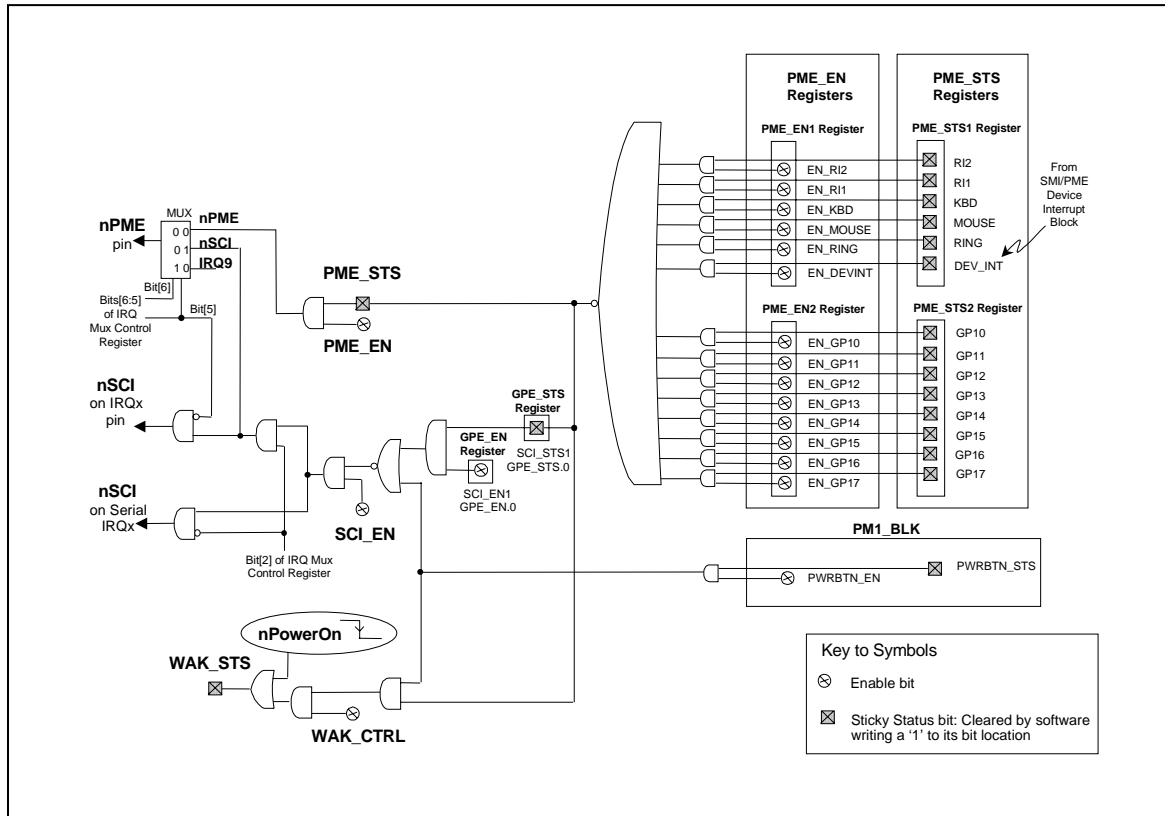 PME_EN
Registers
PME_STS
Registers
PME_EN1 Register
PME_STS1 Register
EN_RI2
EN_RI1
EN_KBD
EN_MOUSE
EN_RING
EN_DEVINT
RI2
RI1
KBD
MOUSE
RING
DEV_INT
From
SMI/PME
Device
Interrupt
Block
MUX
nPME
pin
0 0
0 1
1 0
nPME
nSCI
IRQ9
Bit[6]
Bits[6:5]
of IRQ
Mux Control
Register
Bit[5]
PME_STS
PME_EN
PME_EN2 Register
PME_STS2 Register
EN_GP10
EN_GP11
EN_GP12
EN_GP13
EN_GP14
EN_GP15
EN_GP16
EN_GP17
GP10
GP11
GP12
GP13
GP14
GP15
GP16
GP17
nSCI
on IRQx
pin
GPE_STS
Register
SCI_STS1
GPE_STS.0
GPE_EN
Register
SCI_EN1
GPE_EN.0
nSCI
on Serial
IRQx
SCI_EN
Bit[2] of IRQ Mux
Control Register
PM1_BLK
PWRBTN_EN
PWRBTN_STS
nPowerOn
WAK_STS
WAK_CTRL
Key to Symbols
Enable bit
Sticky Status bit: Cleared by software
writing a '1' to its bit location